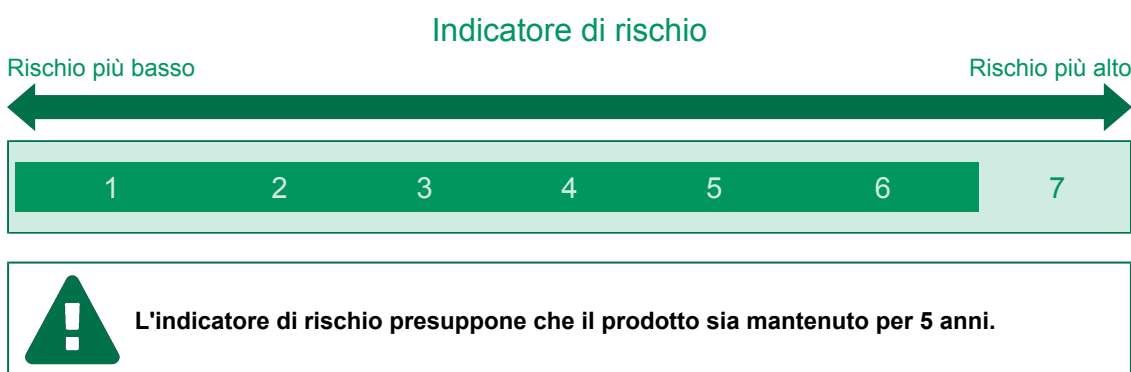 Indicatore di rischio
Rischio più basso
Rischio più alto
1 2 3 4 5 6 7
L'indicatore di rischio presuppone che il prodotto sia mantenuto per 5 anni.